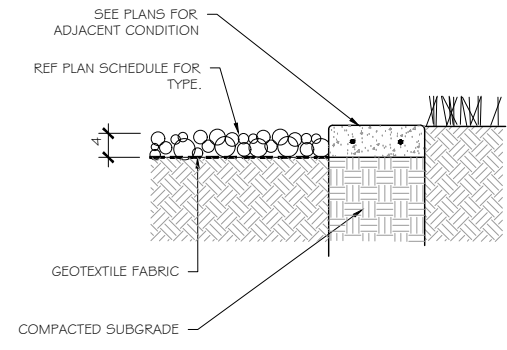 SEE PLANS FOR
ADJACENT CONDITION
REF PLAN SCHEDULE FOR
TYPE.
4
GEOTEXTILE FABRIC
COMPACTED SUBGRADE